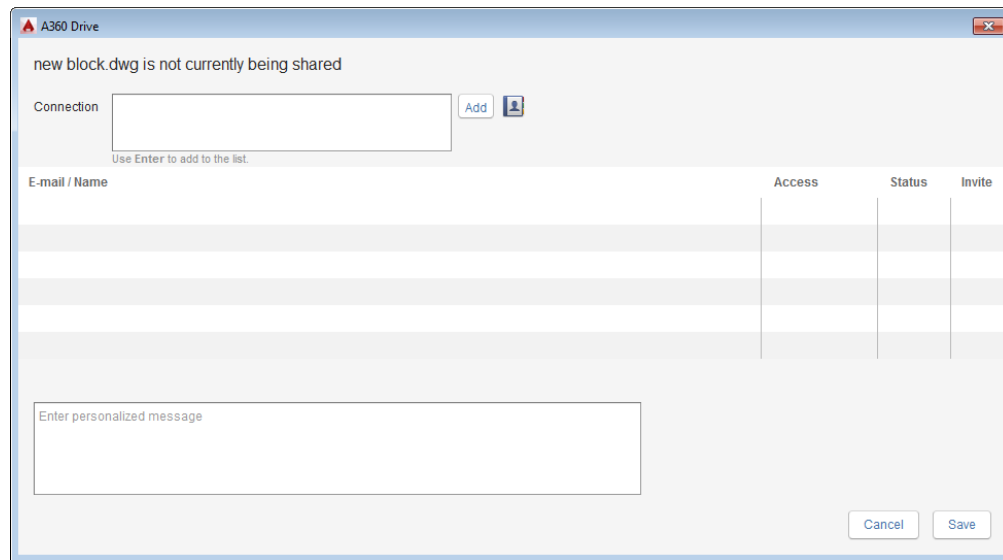 A360 Drive
new block.dwg is not currently being shared
Connection
Add
Use Enter to add to the list.
E-mail / Name Access Status Invite
Enter personalized message
Cancel Save